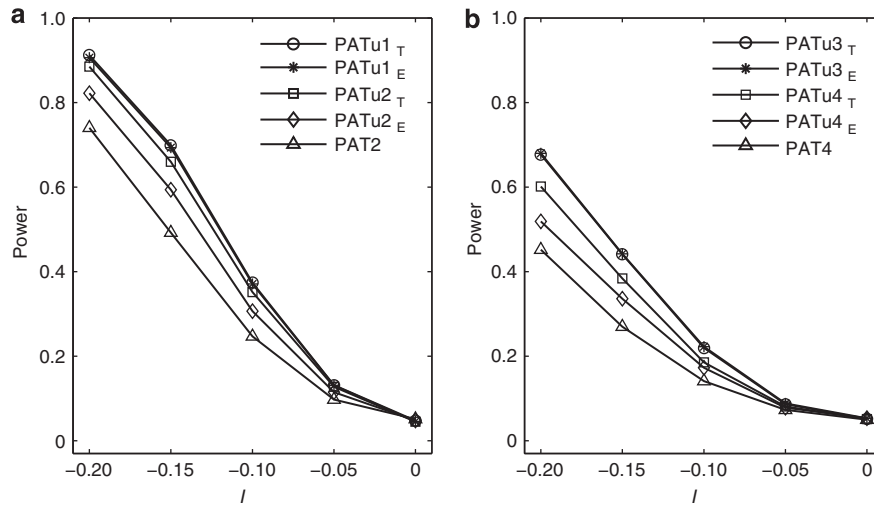 a
1.0
0.8
0.6
0.4
0.2
0
Power
−0.20 −0.15 −0.10 −0.05 0
I
PATu1 T
PATu1 E
PATu2 T
PATu2 E
PAT2
b
1.0
0.8
0.6
0.4
0.2
0
Power
−0.20 −0.15 −0.10 −0.05 0
I
PATu3 T
PATu3 E
PATu4 T
PATu4 E
PAT4